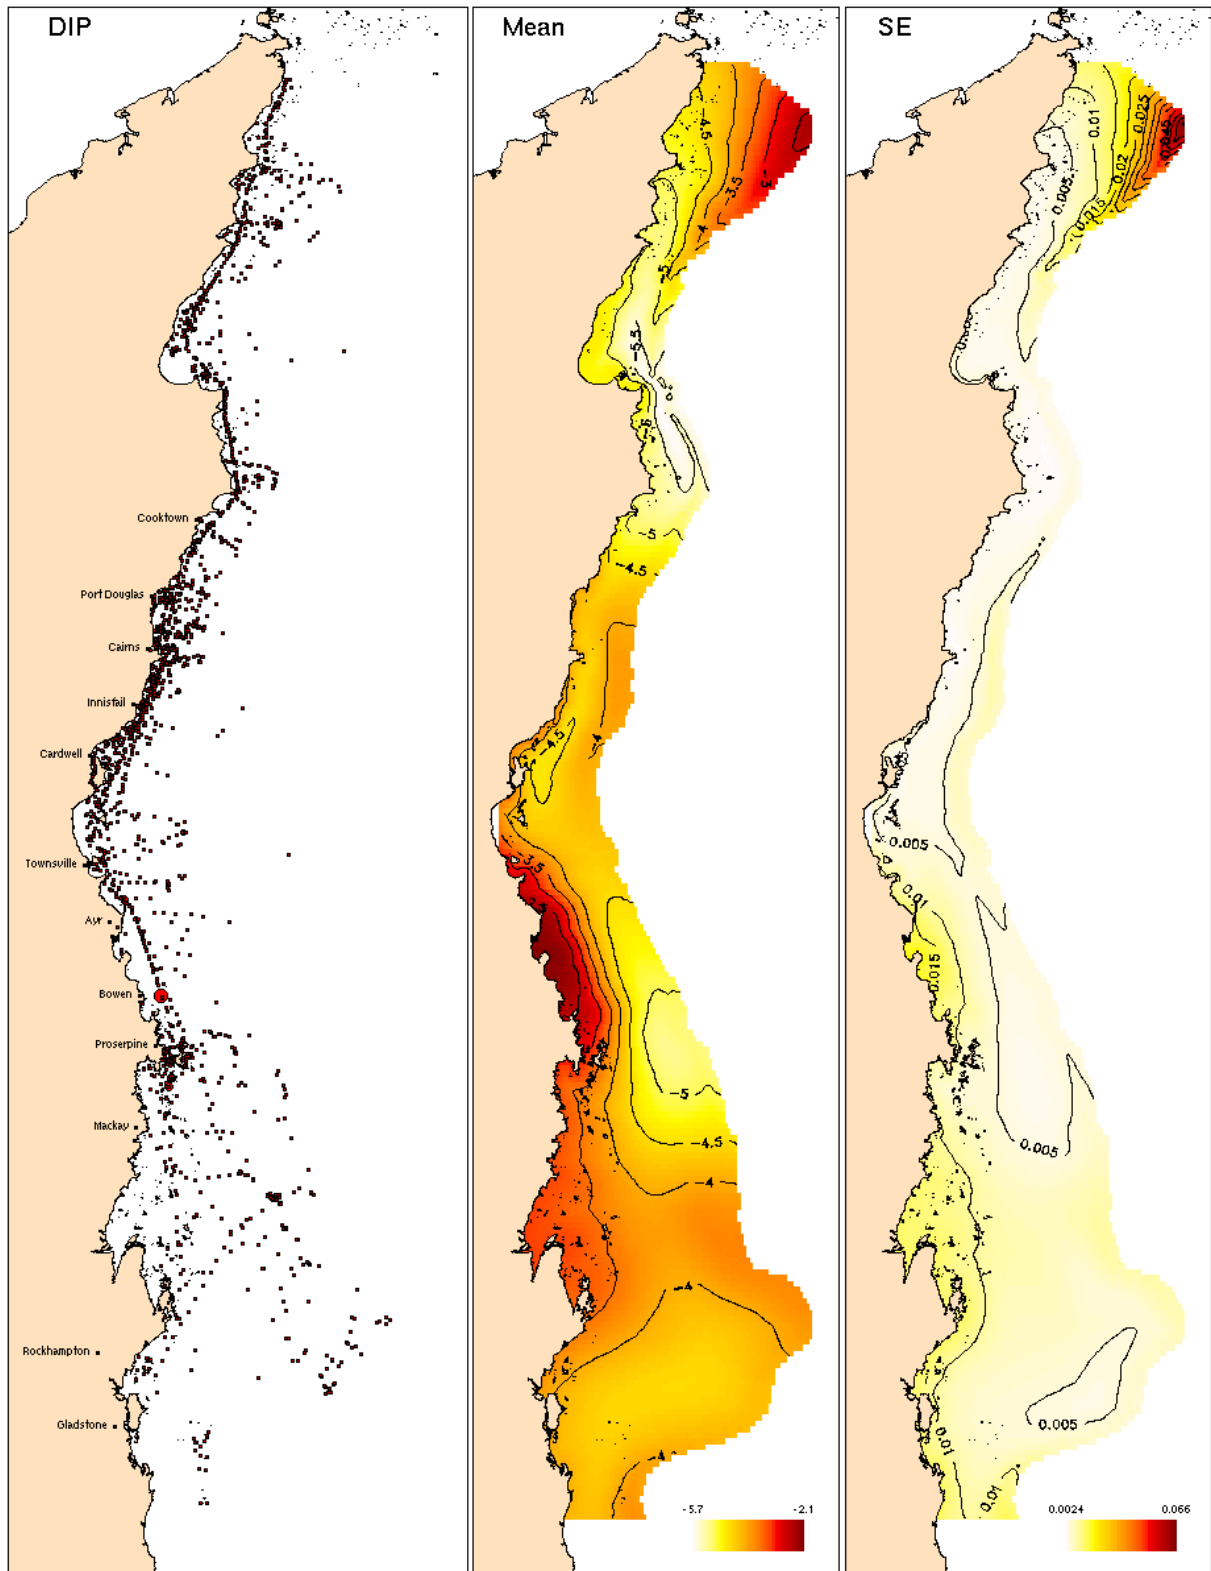 DIP
Cooktown
Port Douglas
Cairns
Innisfail
Cardwell
Townsville
Ayr
Bowen
Proserpine
Mackay
Rockhampton
Gladstone
Mean
-4.5
-3.5
-3
-4
-5
-5.5
-5
-4.5
-4.5
-4
-3.5
-5
-4.5
-4
-4
-4
-5.7
-2.1
SE
0.01
0.025
0.045
0.02
0.005
0.015
0.005
0.01
0.015
0.005
0.005
0.01
0.01
0.0024
0.066